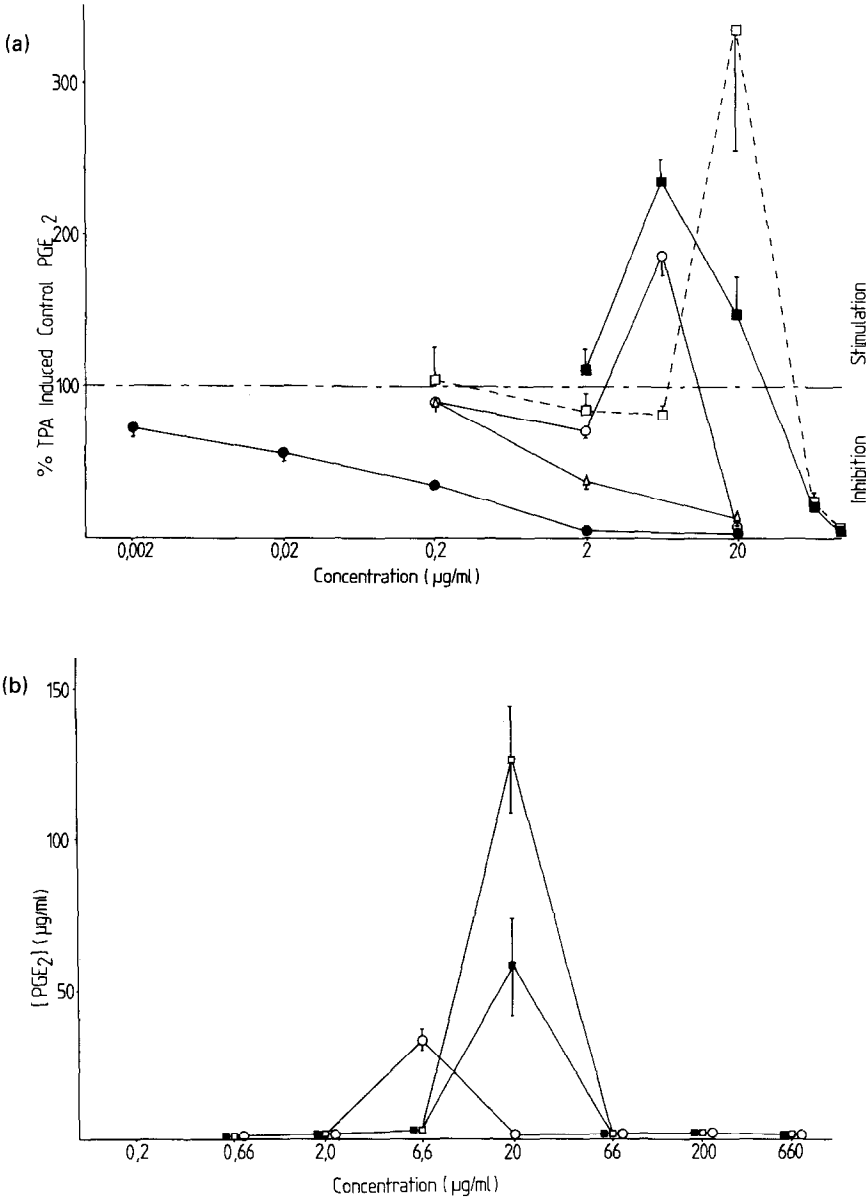 (a)
300
200
100
% TPA Induced Control PGE2
Stimulation
Inhibition
0,002
0,02
0,2
2
20
Concentration ( µg/ml)
(b)
150
100
50
[ PGE2] ( µg/ml)
0,2
0,66
2,0
6,6
20
66
200
660
Concentration ( µg/ml)